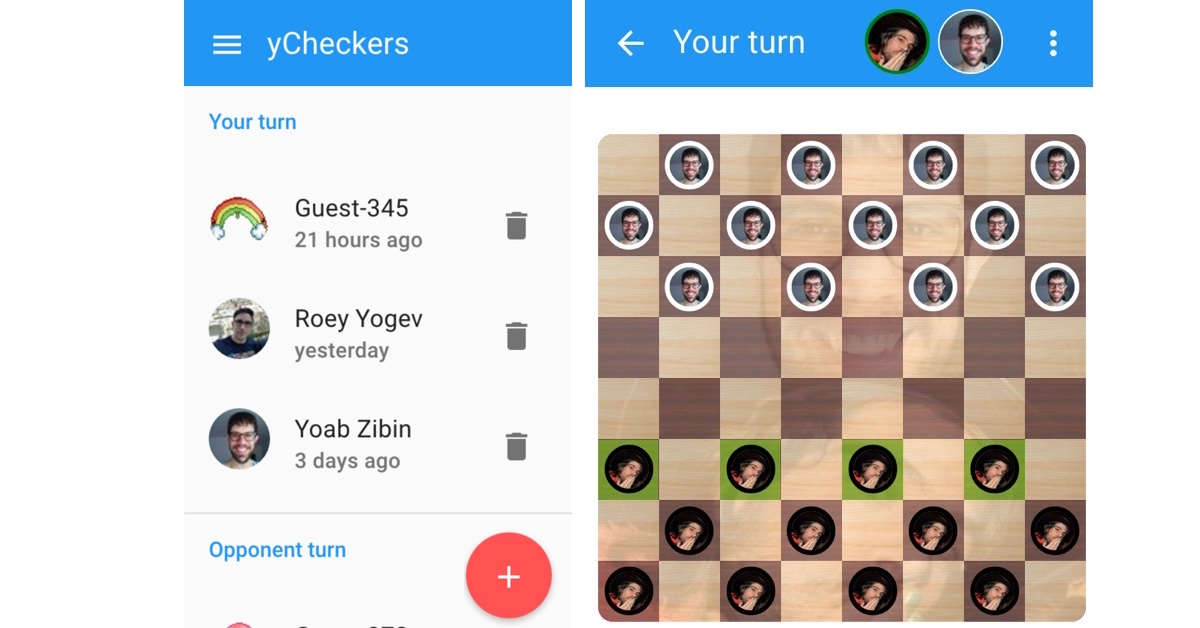 yCheckers
Your turn
Guest-345
21 hours ago
Roey Yogev
yesterday
Yoab Zibin
3 days ago
Opponent turn
Your turn